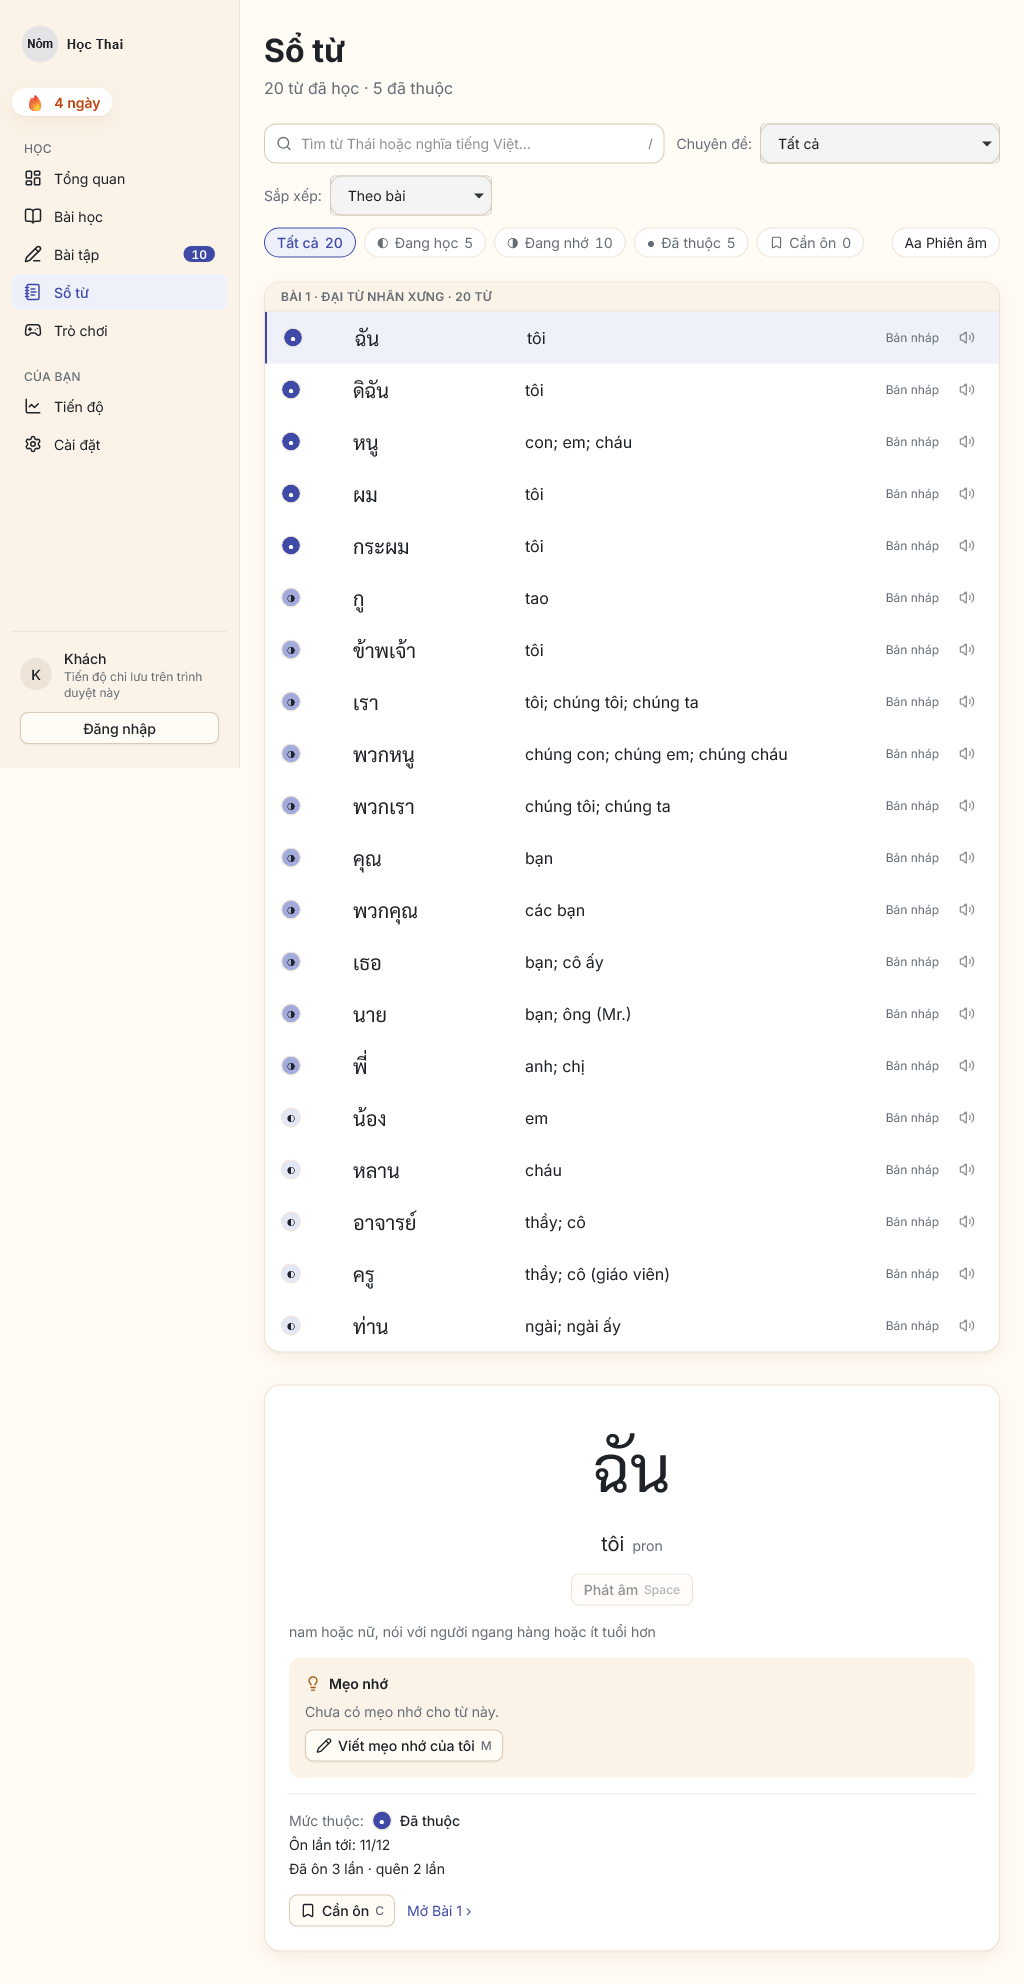 Nôm Học Thai
4 ngày
HỌC
Tổng quan
Bài học
Bài tập 10
Sổ từ
Trò chơi
CỦA BẠN
Tiến độ
Cài đặt
K Khách
Tiến độ chỉ lưu trên trình
duyệt này
Đăng nhập
Sổ từ
20 từ đã học · 5 đã thuộc
Tìm từ Thái hoặc nghĩa tiếng Việt... /
Chuyên đề: Tất cả
Sắp xếp: Theo bài
Tất cả 20 Đang học 5 Đang nhớ 10 Đã thuộc 5 Cần ôn 0 Aa Phiên âm
BÀI 1 · ĐẠI TỪ NHÂN XƯNG · 20 TỪ
ฉัน tôi Bản nháp
ดิฉัน tôi Bản nháp
หนู con; em; cháu Bản nháp
ผม tôi Bản nháp
กระผม tôi Bản nháp
กู tao Bản nháp
ข้าพเจ้า tôi Bản nháp
เรา tôi; chúng tôi; chúng ta Bản nháp
พวกหนู chúng con; chúng em; chúng cháu Bản nháp
พวกเรา chúng tôi; chúng ta Bản nháp
คุณ bạn Bản nháp
พวกคุณ các bạn Bản nháp
เธอ bạn; cô ấy Bản nháp
นาย bạn; ông (Mr.) Bản nháp
พี่ anh; chị Bản nháp
น้อง em Bản nháp
หลาน cháu Bản nháp
อาจารย์ thầy; cô Bản nháp
ครู thầy; cô (giáo viên) Bản nháp
ท่าน ngài; ngài ấy Bản nháp
ฉัน
tôi pron
Phát âm Space
nam hoặc nữ, nói với người ngang hàng hoặc ít tuổi hơn
Mẹo nhớ
Chưa có mẹo nhớ cho từ này.
Viết mẹo nhớ của tôi M
Mức thuộc: Đã thuộc
Ôn lần tới: 11/12
Đã ôn 3 lần · quên 2 lần
Cần ôn C Mở Bài 1 ›